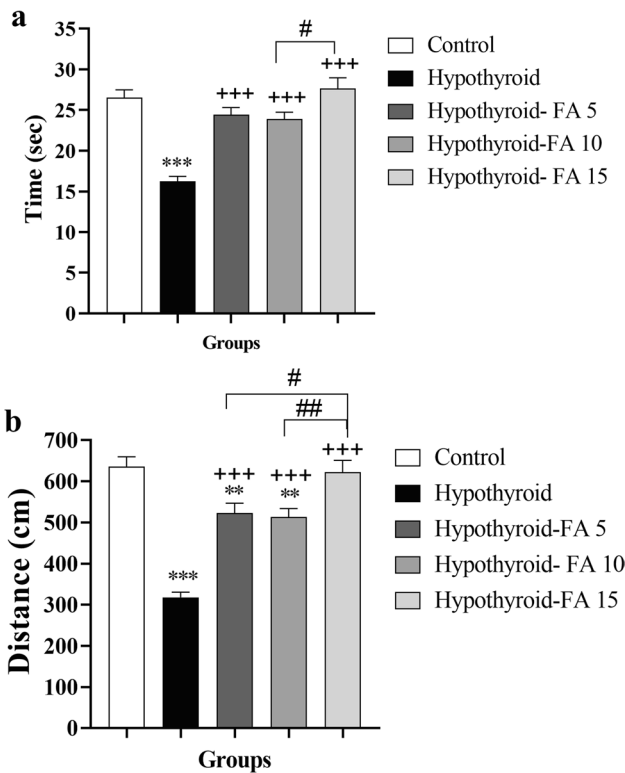 a
#
+++
+++
+++
***
35
30
25
20
15
10
5
0
Time (sec)
Groups
Control
Hypothyroid
Hypothyroid- FA 5
Hypothyroid-FA 10
Hypothyroid- FA 15
b
#
##
+++
+++
+++
**
**
***
700
600
500
400
300
200
100
0
Distance (cm)
Groups
Control
Hypothyroid
Hypothyroid-FA 5
Hypothyroid- FA 10
Hypothyroid-FA 15